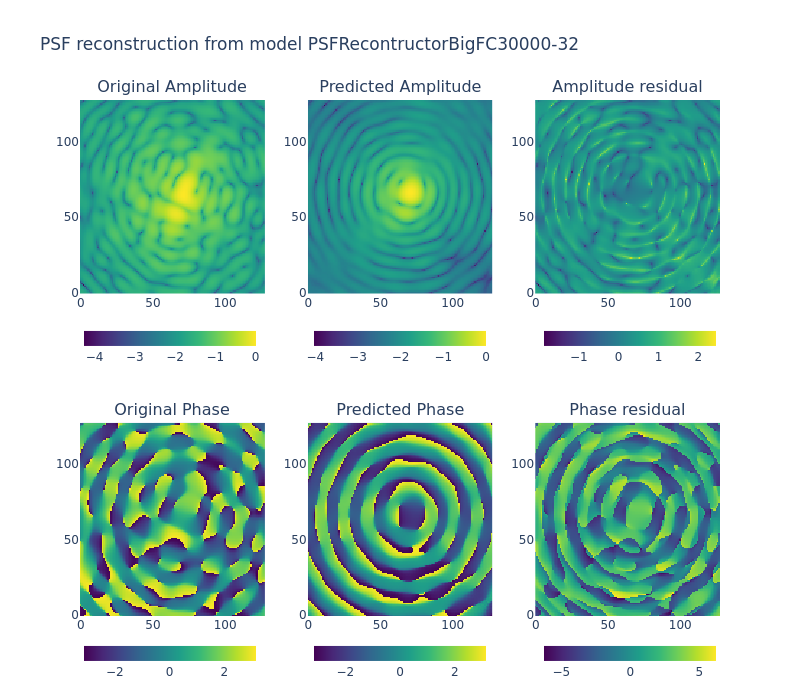 PSF reconstruction from model PSFRecontructorBigFC30000-32
Original Amplitude Predicted Amplitude Amplitude residual
100 100 100
50 50 50
0 0 0
0 50 100 0 50 100 0 50 100
−4 −3 −2 −1 0 −4 −3 −2 −1 0 −1 0 1 2
Original Phase Predicted Phase Phase residual
100 100 100
50 50 50
0 0 0
0 50 100 0 50 100 0 50 100
−2 0 2 −2 0 2 −5 0 5